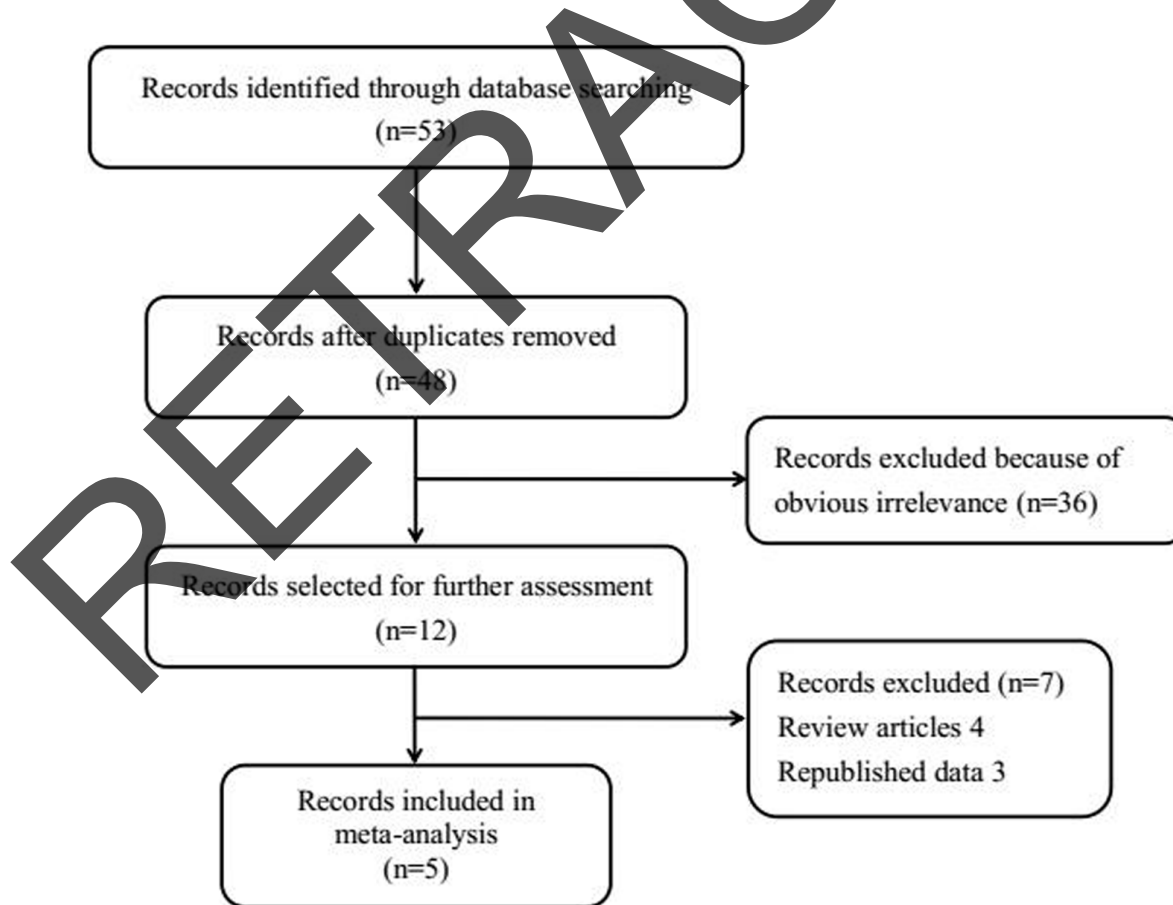 Records identified through database searching
(n=53)
Records after duplicates removed
(n=48)
Records excluded because of
obvious irrelevance (n=36)
Records selected for further assessment
(n=12)
Records excluded (n=7)
Review articles 4
Republished data 3
Records included in
meta-analysis
(n=5)
RETRAC